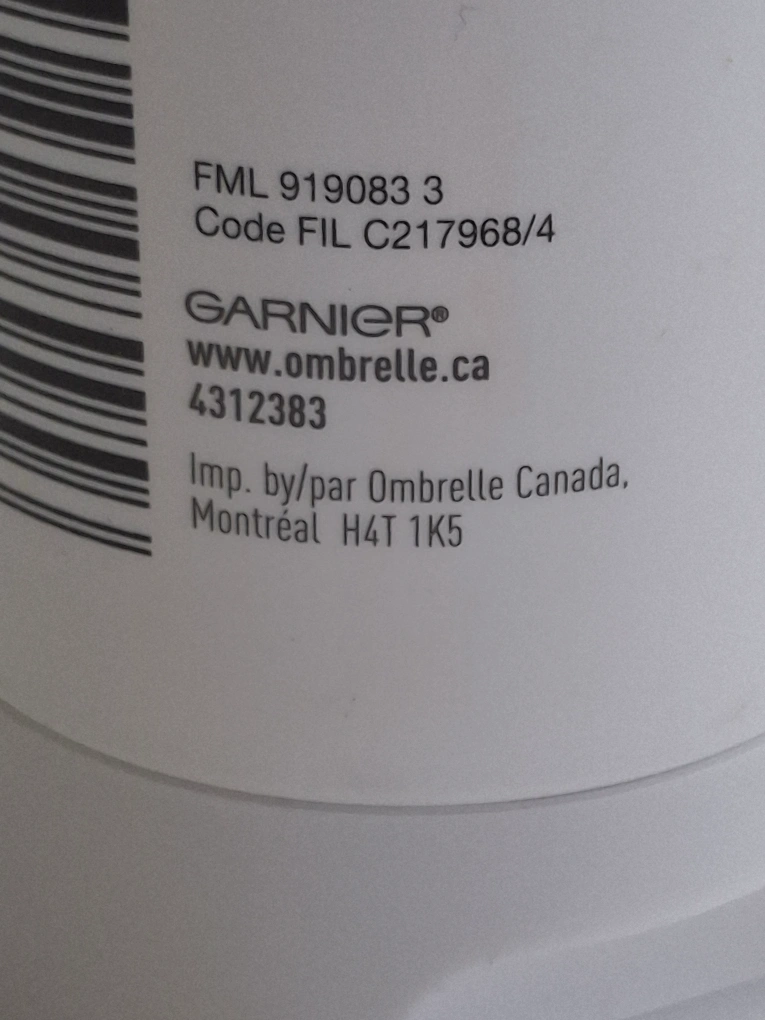 FML 919083 3
Code FIL C217968/4
GARNIER®
www.ombrelle.ca
4312383
Imp. by/par Ombrelle Canada,
Montréal H4T 1K5